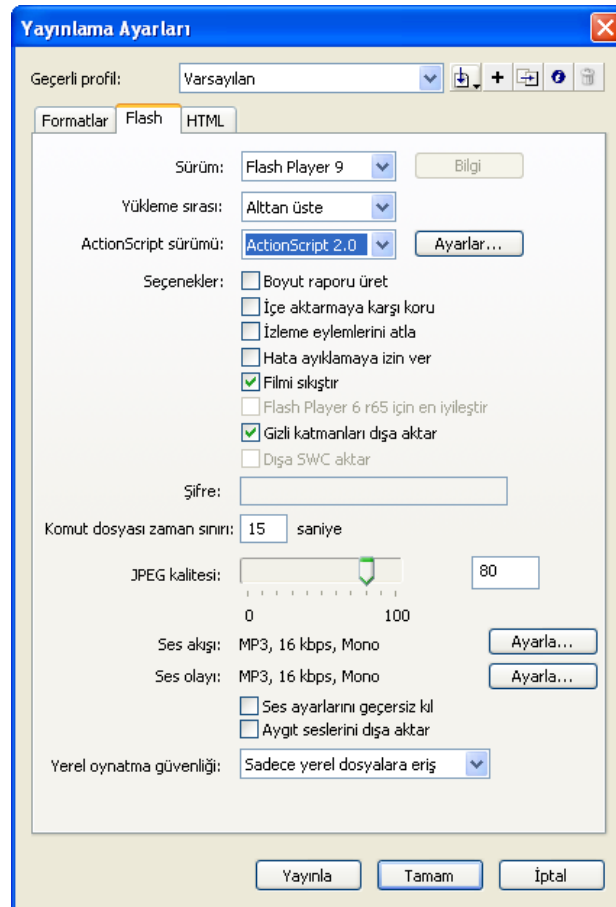 Yayınlama Ayarları
Geçerli profil: Varsayılan
Formatlar Flash HTML
Sürüm: Flash Player 9 Bilgi
Yükleme sırası: Alttan üste
ActionScript sürümü: ActionScript 2.0 Ayarlar...
Seçenekler: Boyut raporu üret
İçe aktarmaya karşı koru
İzleme eylemlerini atla
Hata ayıklamaya izin ver
Filmi sıkıştır
Flash Player 6 r65 için en iyileştir
Gizli katmanları dışa aktar
Dışa SWC aktar
Şifre:
Komut dosyası zaman sınırı: 15 saniye
JPEG kalitesi: 80
0 100
Ses akışı: MP3, 16 kbps, Mono Ayarla...
Ses olayı: MP3, 16 kbps, Mono Ayarla...
Ses ayarlarını geçersiz kıl
Aygıt seslerini dışa aktar
Yerel oynatma güvenliği: Sadece yerel dosyalara eriş
Yayınla Tamam İptal